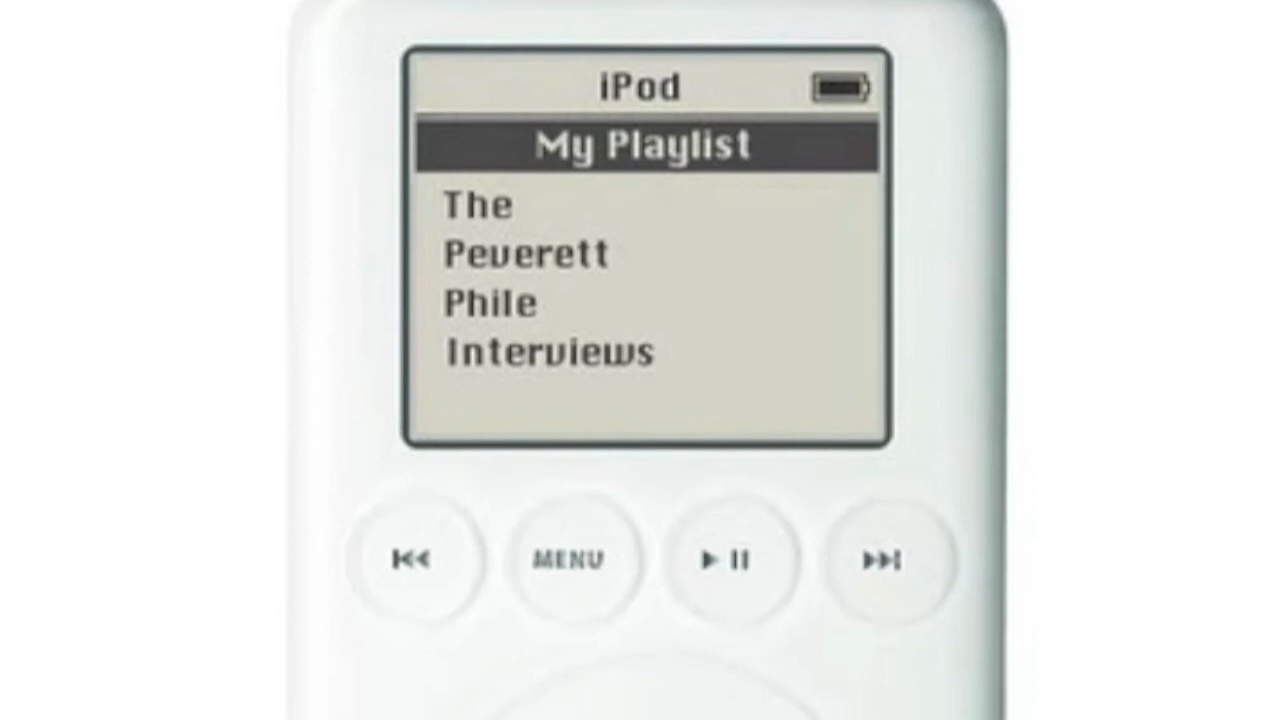 iPod
My Playlist
The
Peverett
Phile
Interviews
MENU